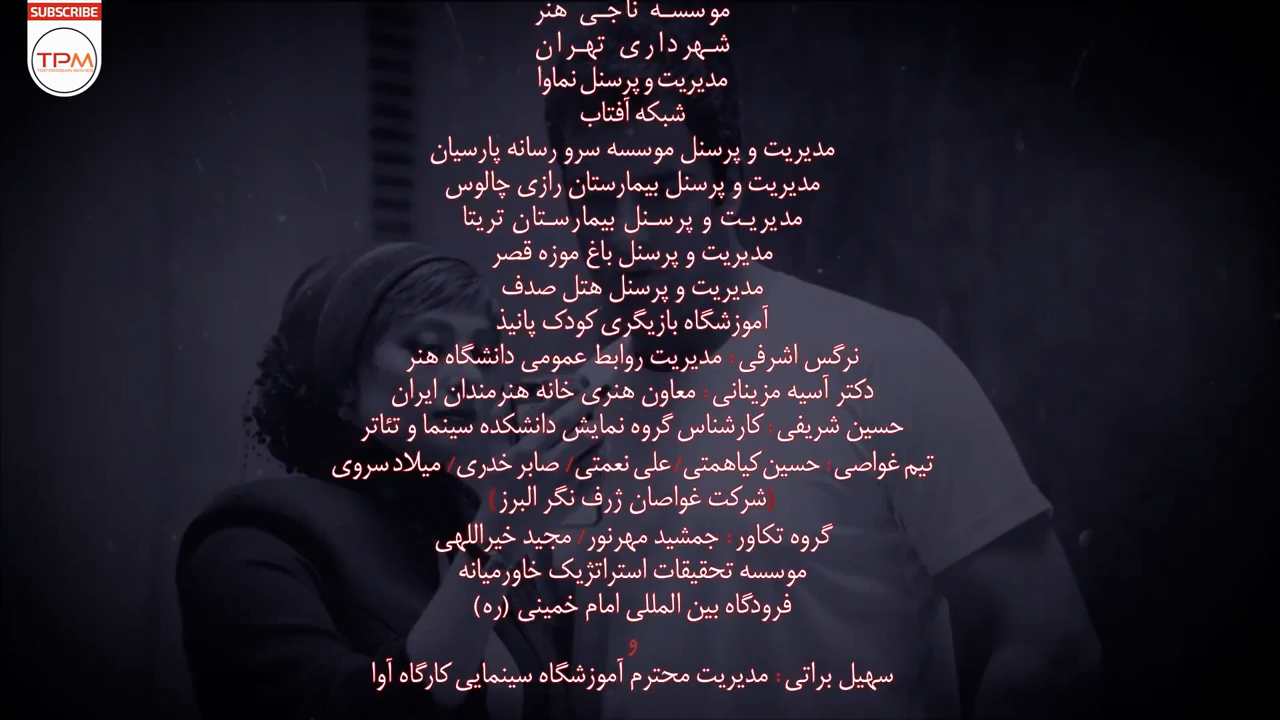 SUBSCRIBE
TPM
TOP PERSIAN MOVIES
موسسه ناجی هنر
شهرداری تهران
مدیریت و پرسنل نماوا
شبکه آفتاب
مدیریت و پرسنل موسسه سرو رسانه پارسیان
مدیریت و پرسنل بیمارستان رازی چالوس
مدیریت و پرسنل بیمارستان تریتا
مدیریت و پرسنل باغ موزه قصر
مدیریت و پرسنل هتل صدف
آموزشگاه بازیگری کودک پانیذ
نرگس اشرفی : مدیریت روابط عمومی دانشگاه هنر
دکتر آسیه مزینانی : معاون هنری خانه هنرمندان ایران
حسین شریفی : کارشناس گروه نمایش دانشکده سینما و تئاتر
تیم غواصی : حسین کیاهمتی / علی نعمتی / صابر خدری / میلاد سروی
(شرکت غواصان ژرف نگر البرز)
گروه تکاور : جمشید مهرنور / مجید خیراللهی
موسسه تحقیقات استراتژیک خاورمیانه
فرودگاه بین المللی امام خمینی (ره)
و
سهیل براتی : مدیریت محترم آموزشگاه سینمایی کارگاه آوا